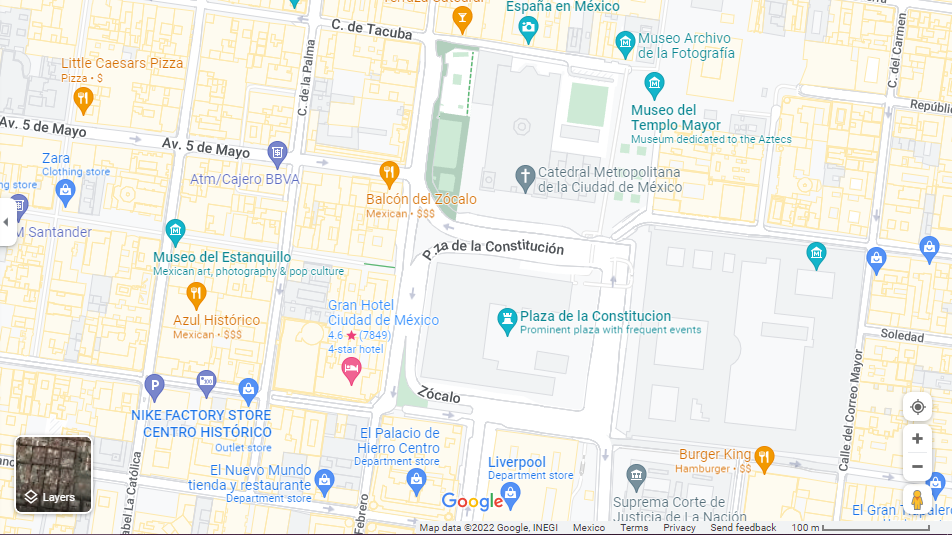 Terraza Catedral
España en México
C. de Tacuba
Museo Archivo
de la Fotografía
C. del Carmen
Little Caesars Pizza
Pizza • $
C. de la Palma
Museo del
Templo Mayor
Museum dedicated to the Aztecs
Repúbli
Av. 5 de Mayo
Av. 5 de Mayo
Zara
Clothing store
ng store
Atm/Cajero BBVA
Catedral Metropolitana
de la Ciudad de México
Balcón del Zócalo
Mexican • $$$
M Santander
P.za de la Constitución
Museo del Estanquillo
Mexican art, photography & pop culture
Gran Hotel
Ciudad de México
4.6 ★ (7849)
4-star hotel
Azul Histórico
Mexican • $$$
Plaza de la Constitucion
Prominent plaza with frequent events
Soledad
Zócalo
P
NIKE FACTORY STORE
CENTRO HISTÓRICO
Outlet store
Calle del Correo Mayor
El Palacio de
Hierro Centro
Department store
Liverpool
Department store
Burger King
Hamburger • $$
El Nuevo Mundo
tienda y restaurante
Department store
abel La Católica
Febrero
Suprema Corte de
Justicia de La Nación
Layers
Google
Map data ©2022 Google, INEGI
Mexico
Terms
Privacy
Send feedback
100 m